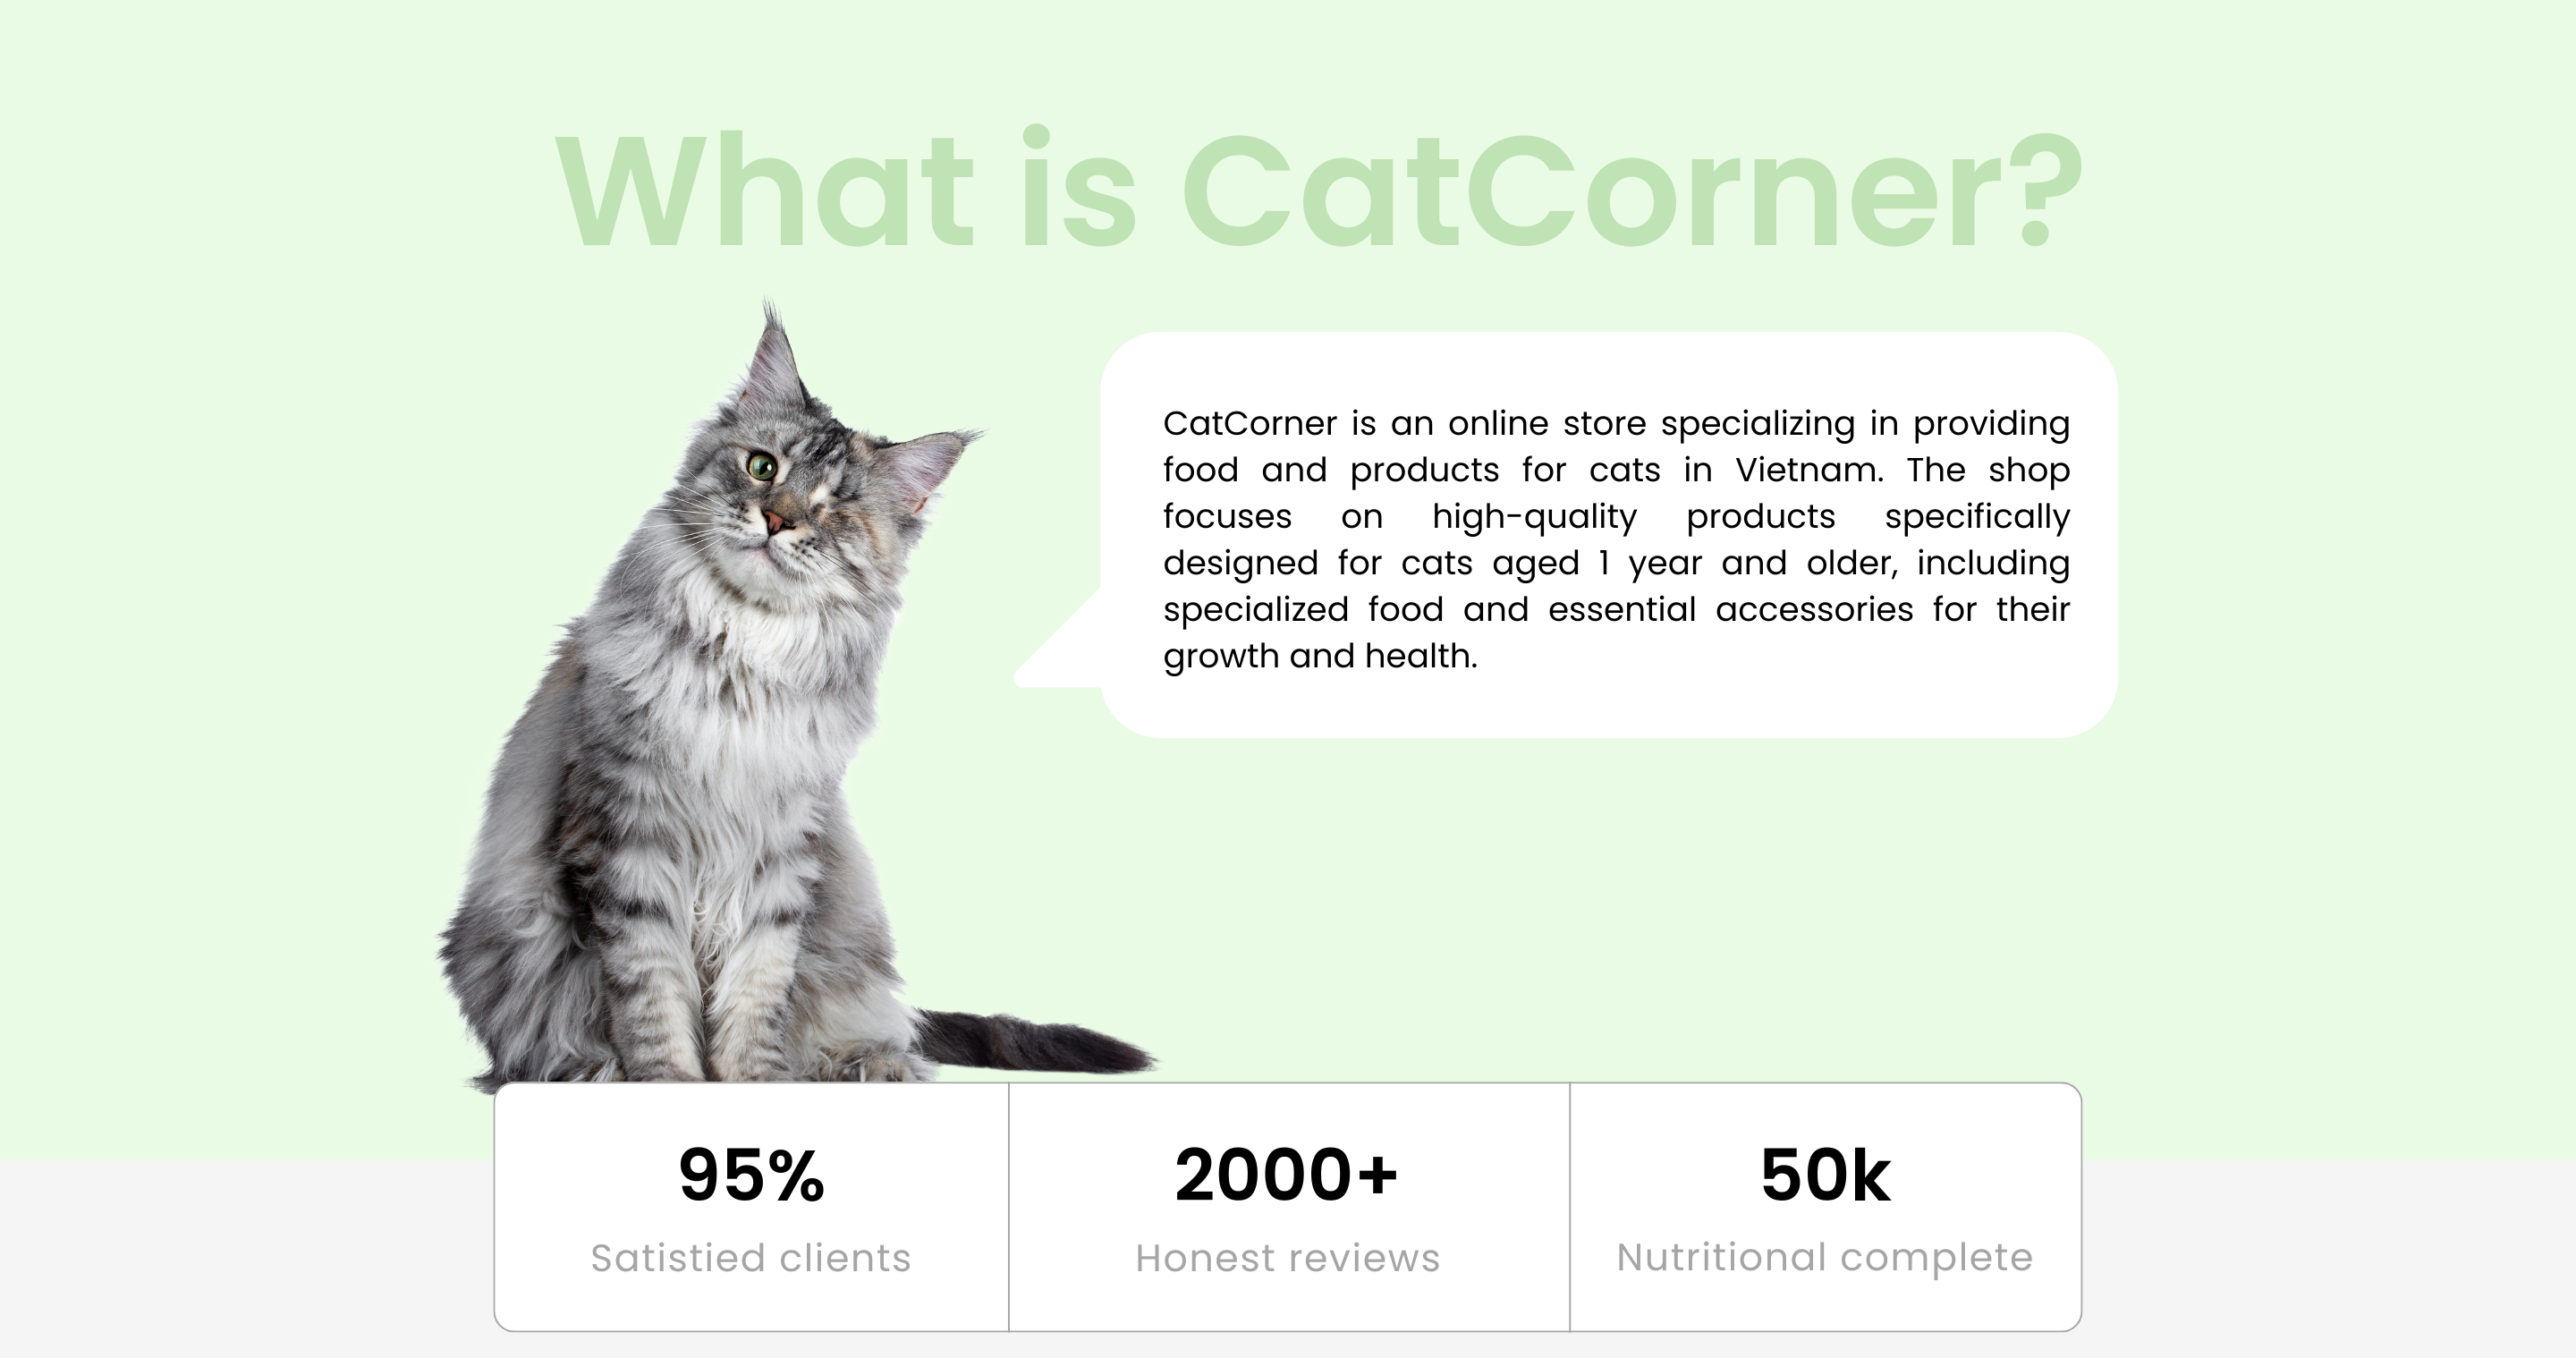 What is CatCorner?
CatCorner is an online store specializing in providing
food and products for cats in Vietnam. The shop
focuses on high-quality products specifically
designed for cats aged 1 year and older, including
specialized food and essential accessories for their
growth and health.
95%
Satistied clients
2000+
Honest reviews
50k
Nutritional complete